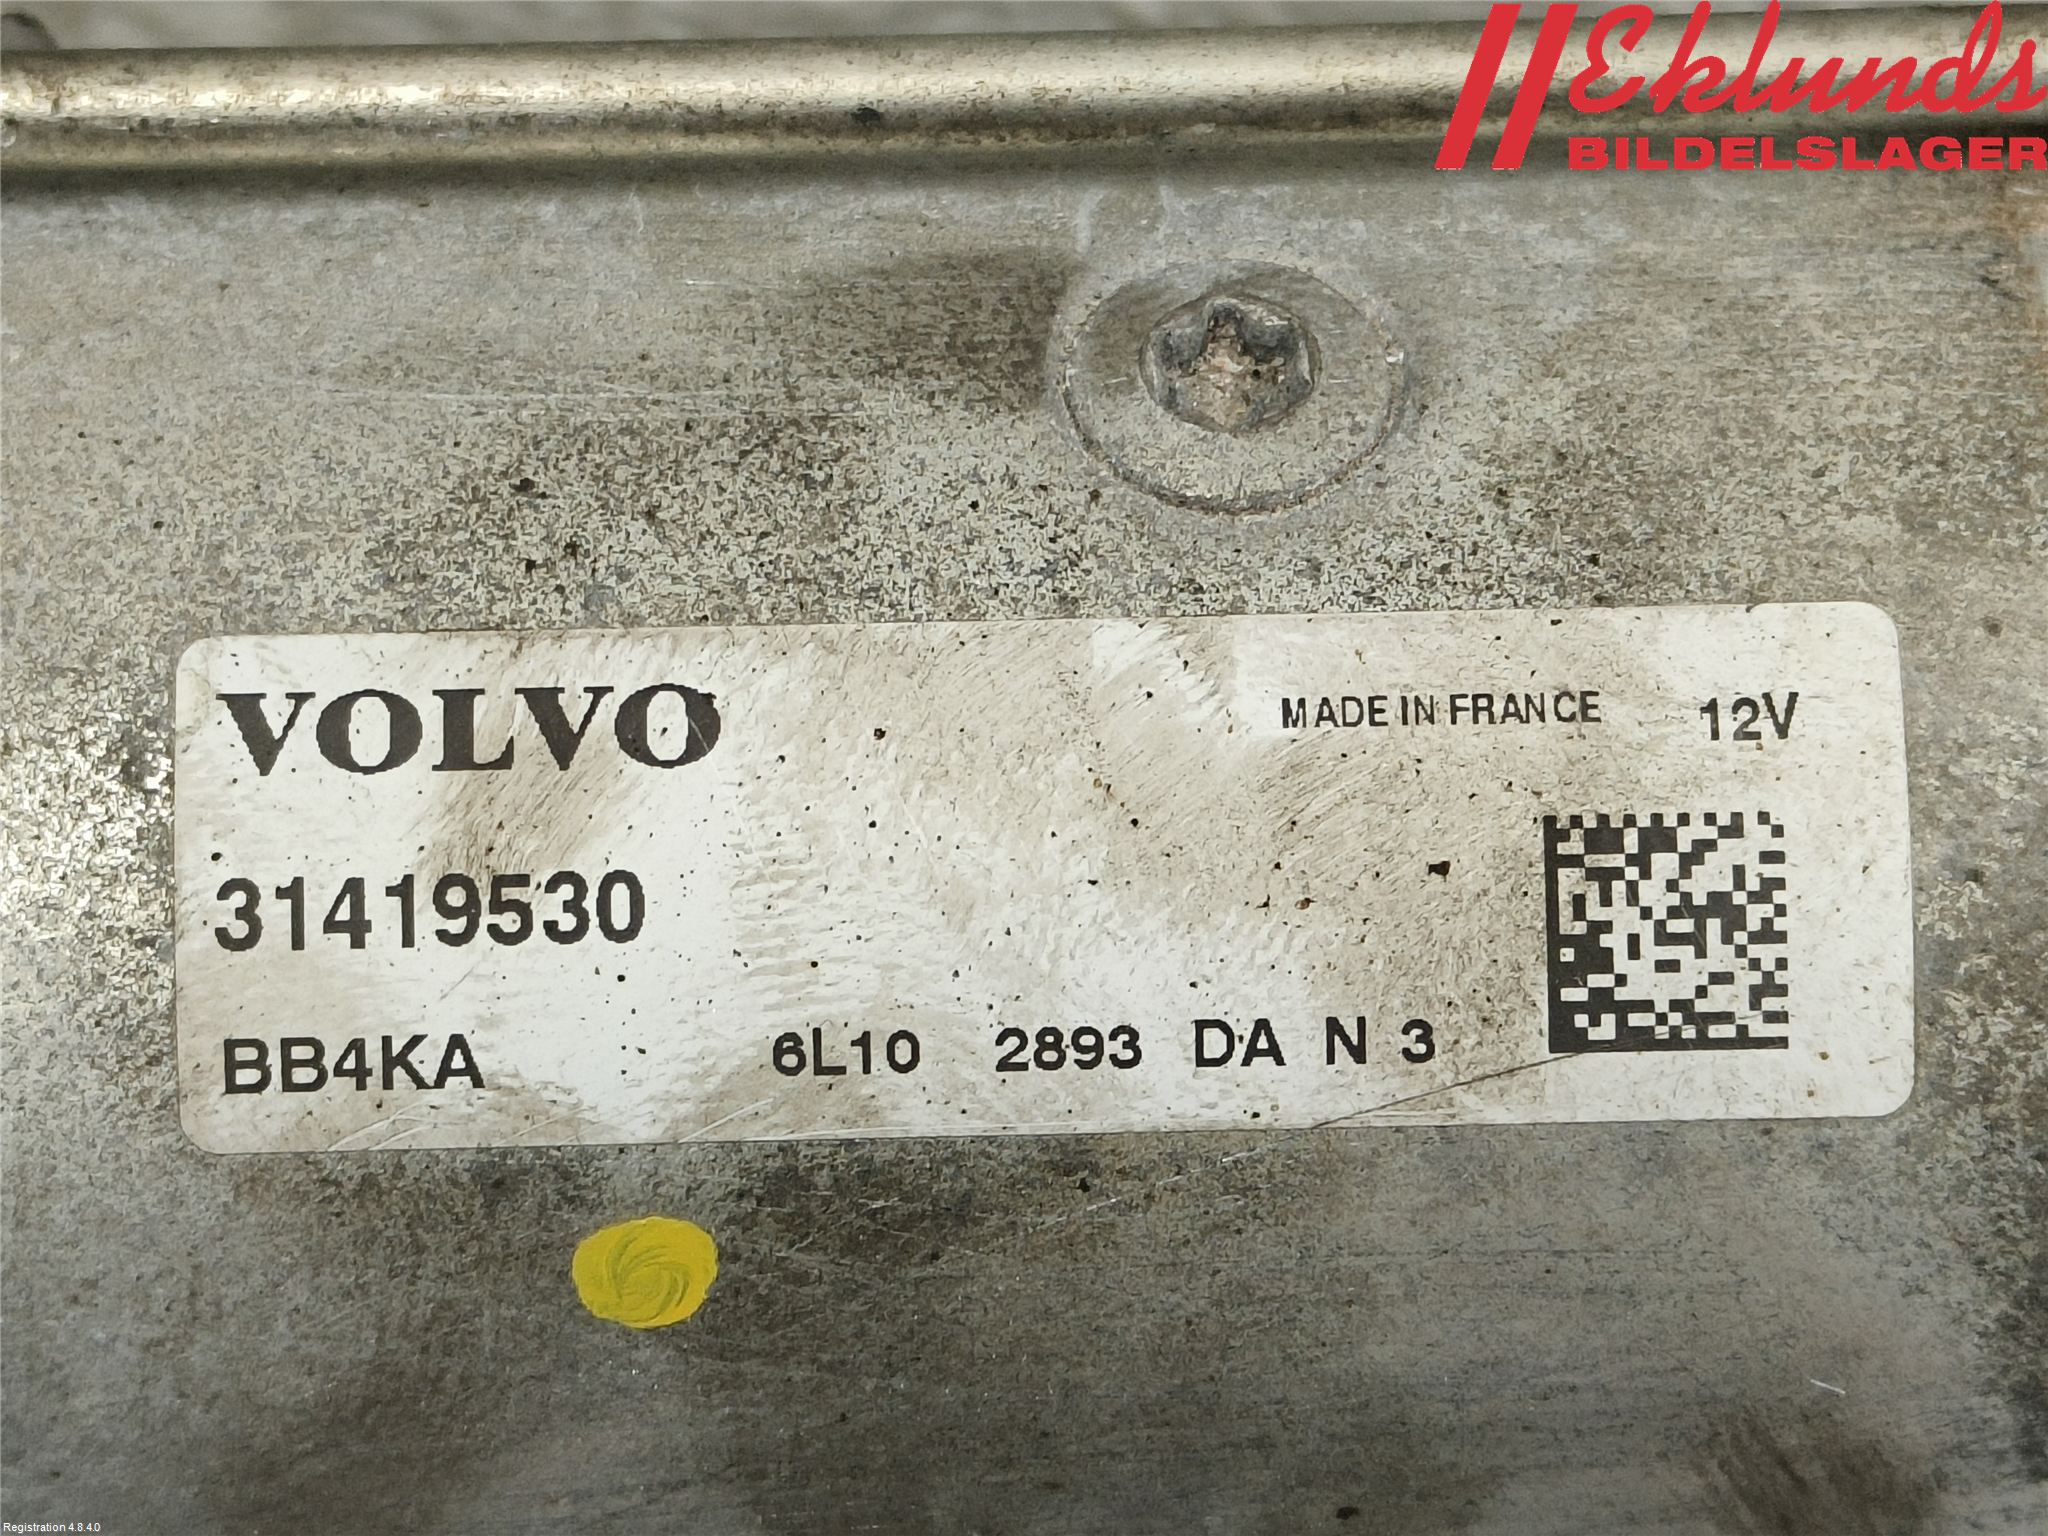 Eklunds
BILDELSLAGER
VOLVO
MADE IN FRANCE 12V
31419530
BB4KA 6L10 2893 DA N 3
Registration 4.8.4.0